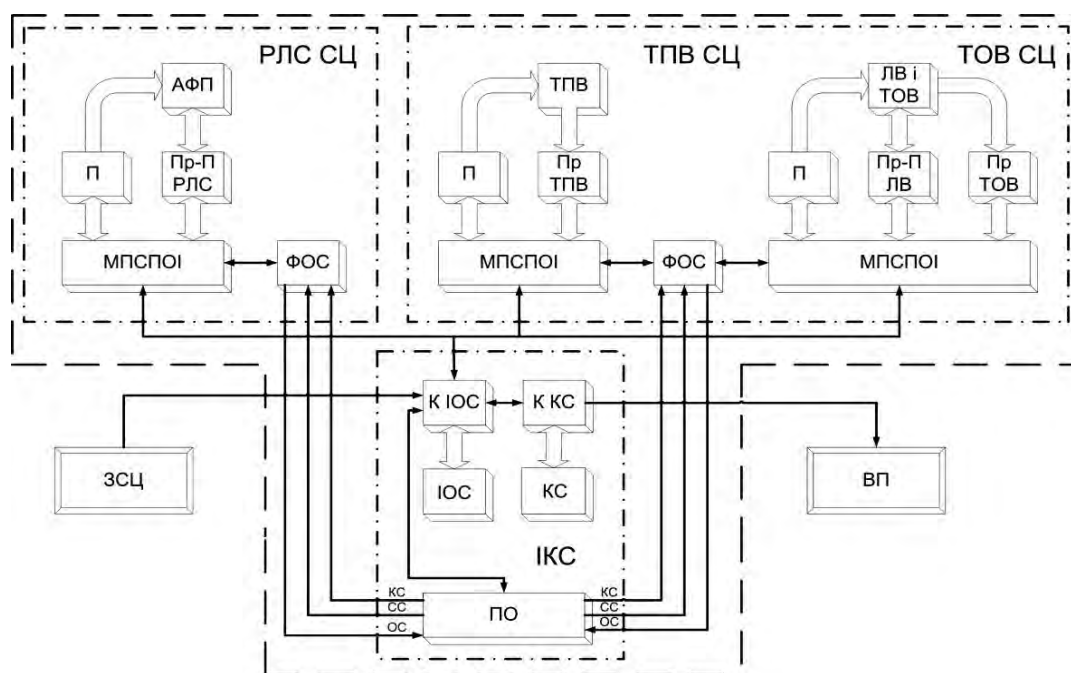 РЛС СЦ
ТПВ СЦ
ТОВ СЦ
АФП
ТПВ
ЛВ і
ТОВ
П
Пр-П
РЛС
П
Пр
ТПВ
П
Пр-П
ЛВ
Пр
ТОВ
МПСПОІ
ФОС
МПСПОІ
ФОС
МПСПОІ
К ІОС
К КС
ЗСЦ
ІОС
КС
ВП
ІКС
КС
СС
ОС
ПО
КС
СС
ОС